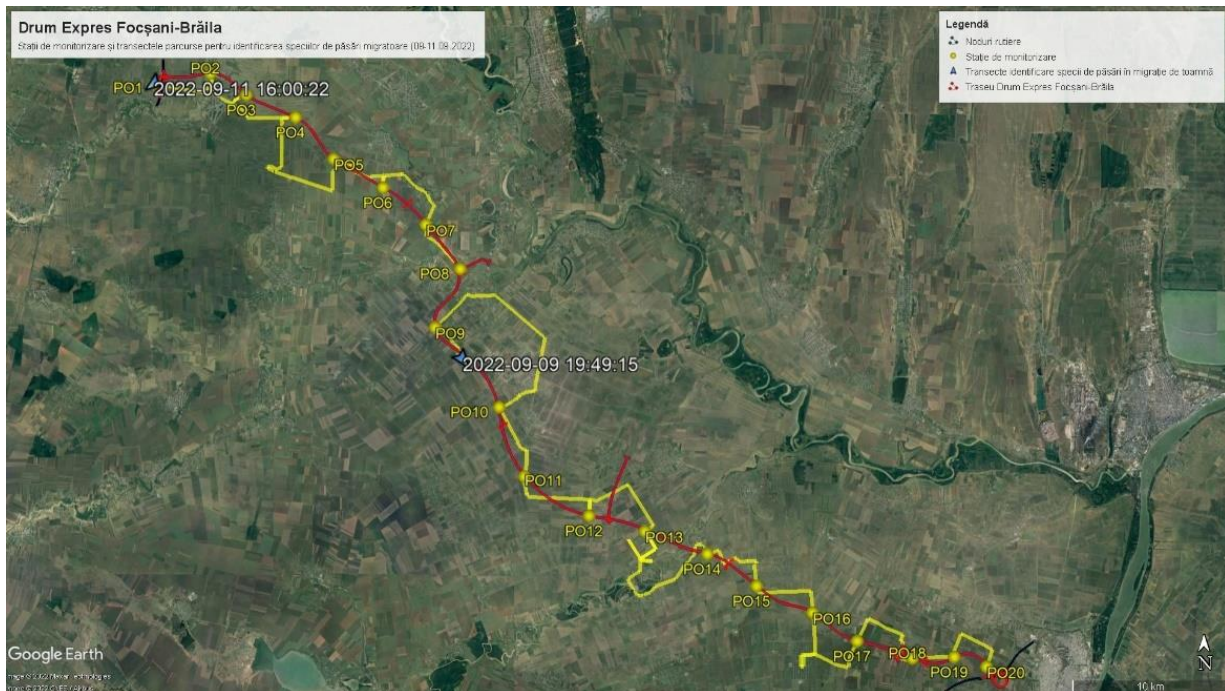 Drum Expres Focșani-Brăila
Stații de monitorizare și transectele parcurse pentru identificarea speciilor de păsări migratoare (09-11.09.2022)
Legendă
Noduri rutiere
Stație de monitorizare
Transecte identificare specii de păsări în migrație de toamnă
Traseu Drum Expres Focșani-Brăila
PO2
PO1
2022-09-11 16:00:22
PO3
PO4
PO5
PO6
PO7
PO8
PO9
2022-09-09 19:49:15
PO10
PO11
PO12
PO13
PO14
PO15
PO16
PO17
PO18
PO19
PO20
Google Earth
N
10 km